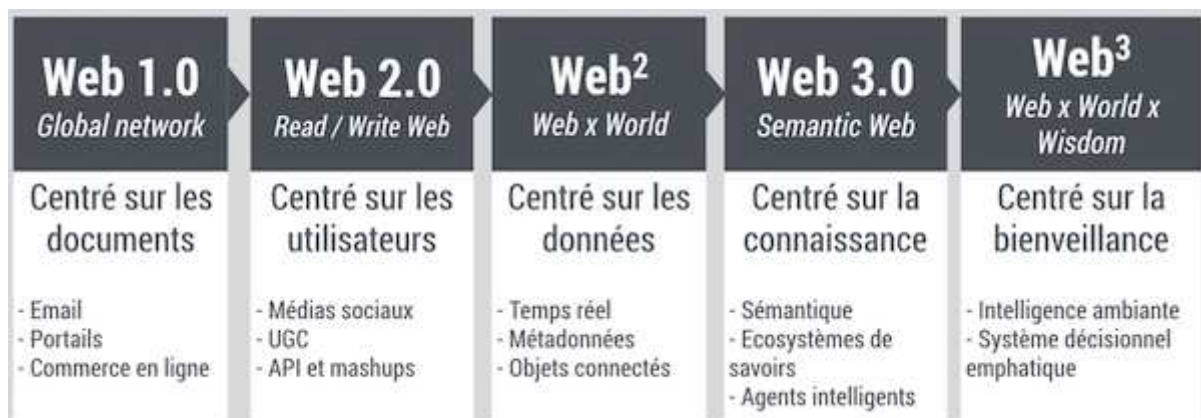 Web 1.0
Global network
Centré sur les
documents
- Email
- Portails
- Commerce en ligne
Web 2.0
Read / Write Web
Centré sur les
utilisateurs
- Médias sociaux
- UGC
- API et mashups
Web²
Web x World
Centré sur les
données
- Temps réel
- Métadonnées
- Objets connectés
Web 3.0
Semantic Web
Centré sur la
connaissance
- Sémantique
- Ecosystèmes de
savoirs
- Agents intelligents
Web³
Web x World x
Wisdom
Centré sur la
bienveillance
- Intelligence ambiante
- Système décisionnel
emphatique